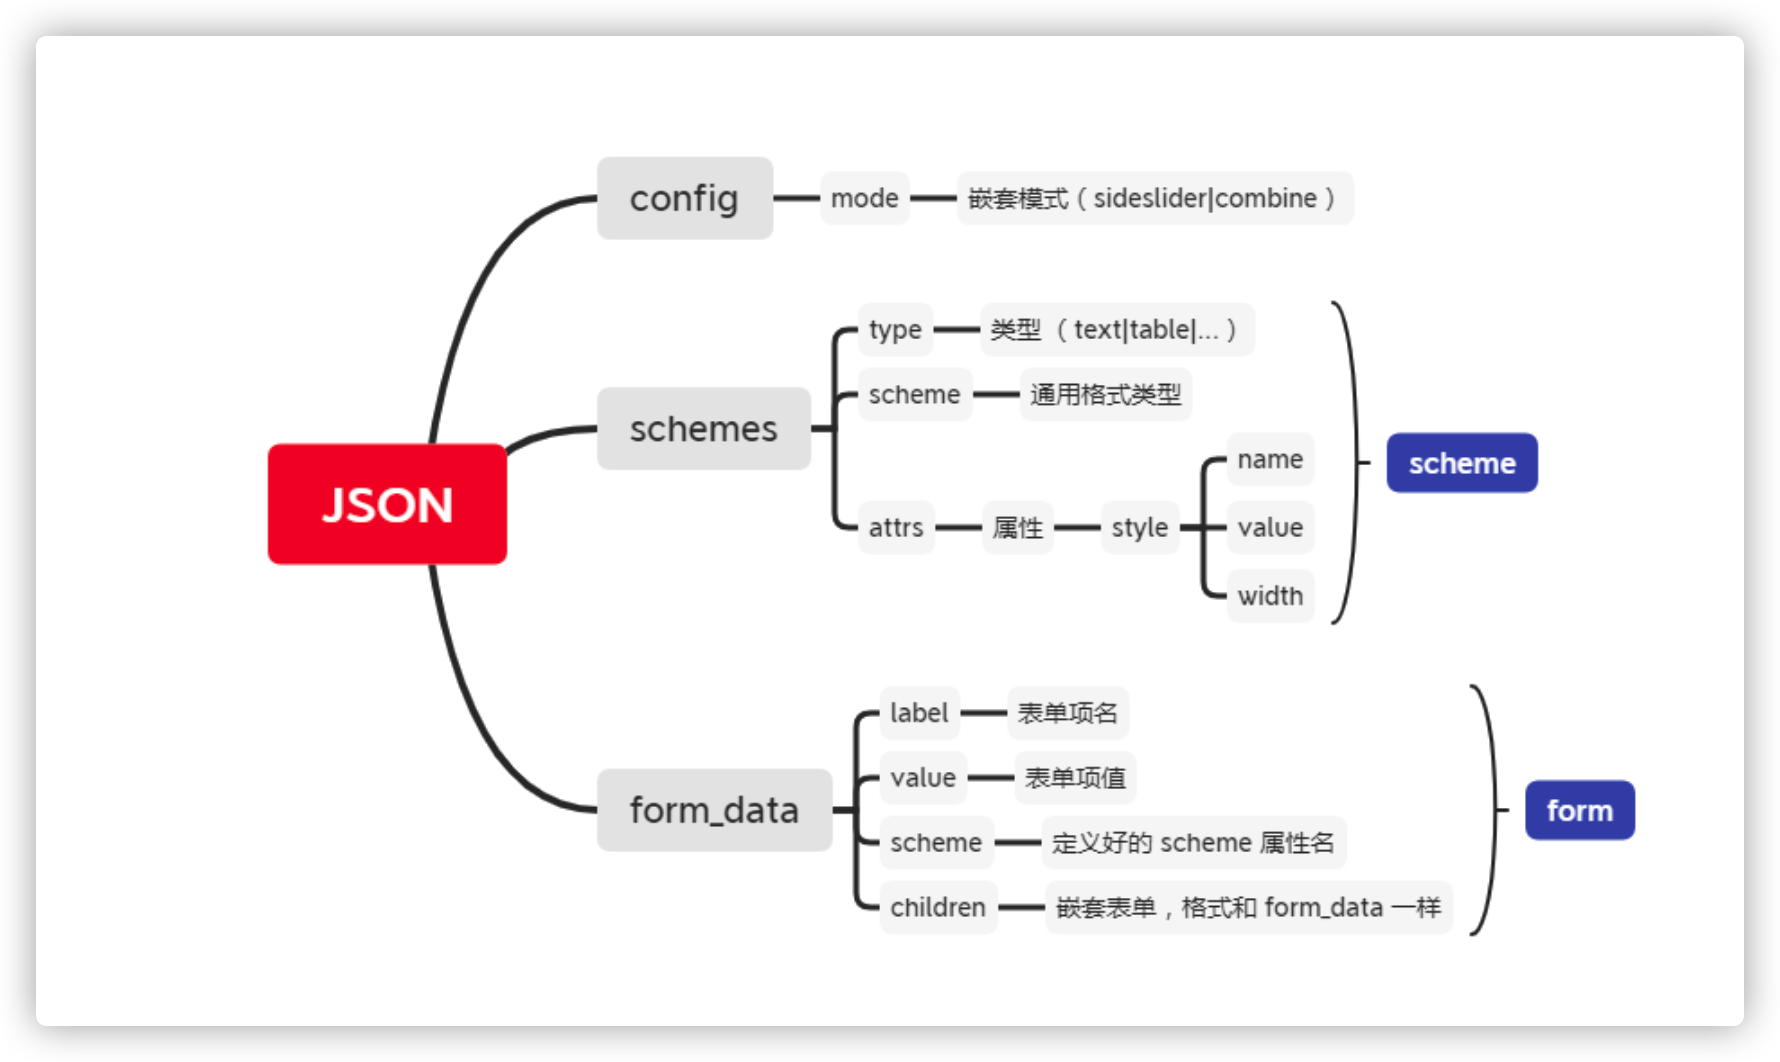 JSON
config
mode
嵌套模式（sideslider|combine）
schemes
type
类型 （text|table|...）
scheme
通用格式类型
attrs
属性
style
name
value
width
scheme
form_data
label
表单项名
value
表单项值
scheme
定义好的 scheme 属性名
children
嵌套表单，格式和 form_data 一样
form